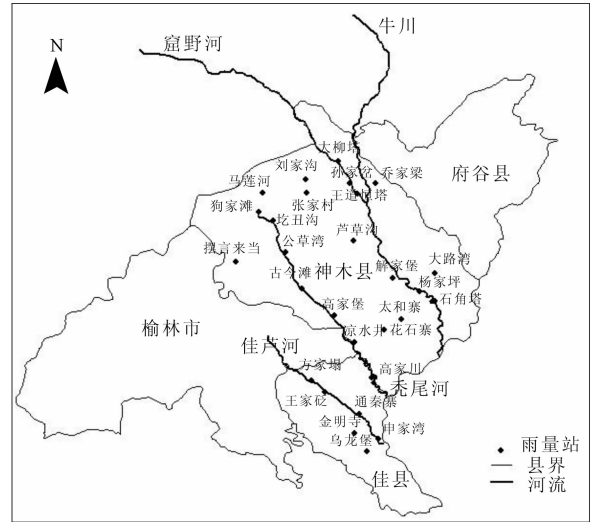 牛川
窟野河
N
大柳塔
府谷县
刘家沟
孙家岔
乔家梁
马莲河
张家村
王道恒塔
狗家滩
圪丑沟
芦草沟
公草湾
摆言来当
解家堡
大路湾
神木县
古今滩
杨家坪
石角塔
高家堡
太和寨
榆林市
凉水井
花石寨
佳芦河
方家塌
高家川
秃尾河
王家砭
通秦寨
金明寺
申家湾
乌龙堡
佳县
雨量站
县界
河流